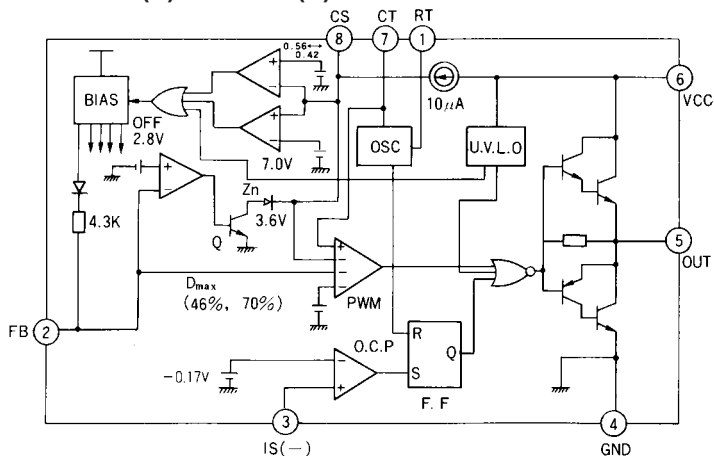 CS CT RT
8 7 1
0.56↔
0.42
10μA
6
VCC
BIAS
OFF
2.8V
7.0V
OSC
U.V.L.O
Zn
3.6V
4.3K
Q
5
OUT
Dmax
(46%, 70%)
PWM
FB 2
O.C.P
R
Q
S
−0.17V
F. F
3
IS(−)
4
GND